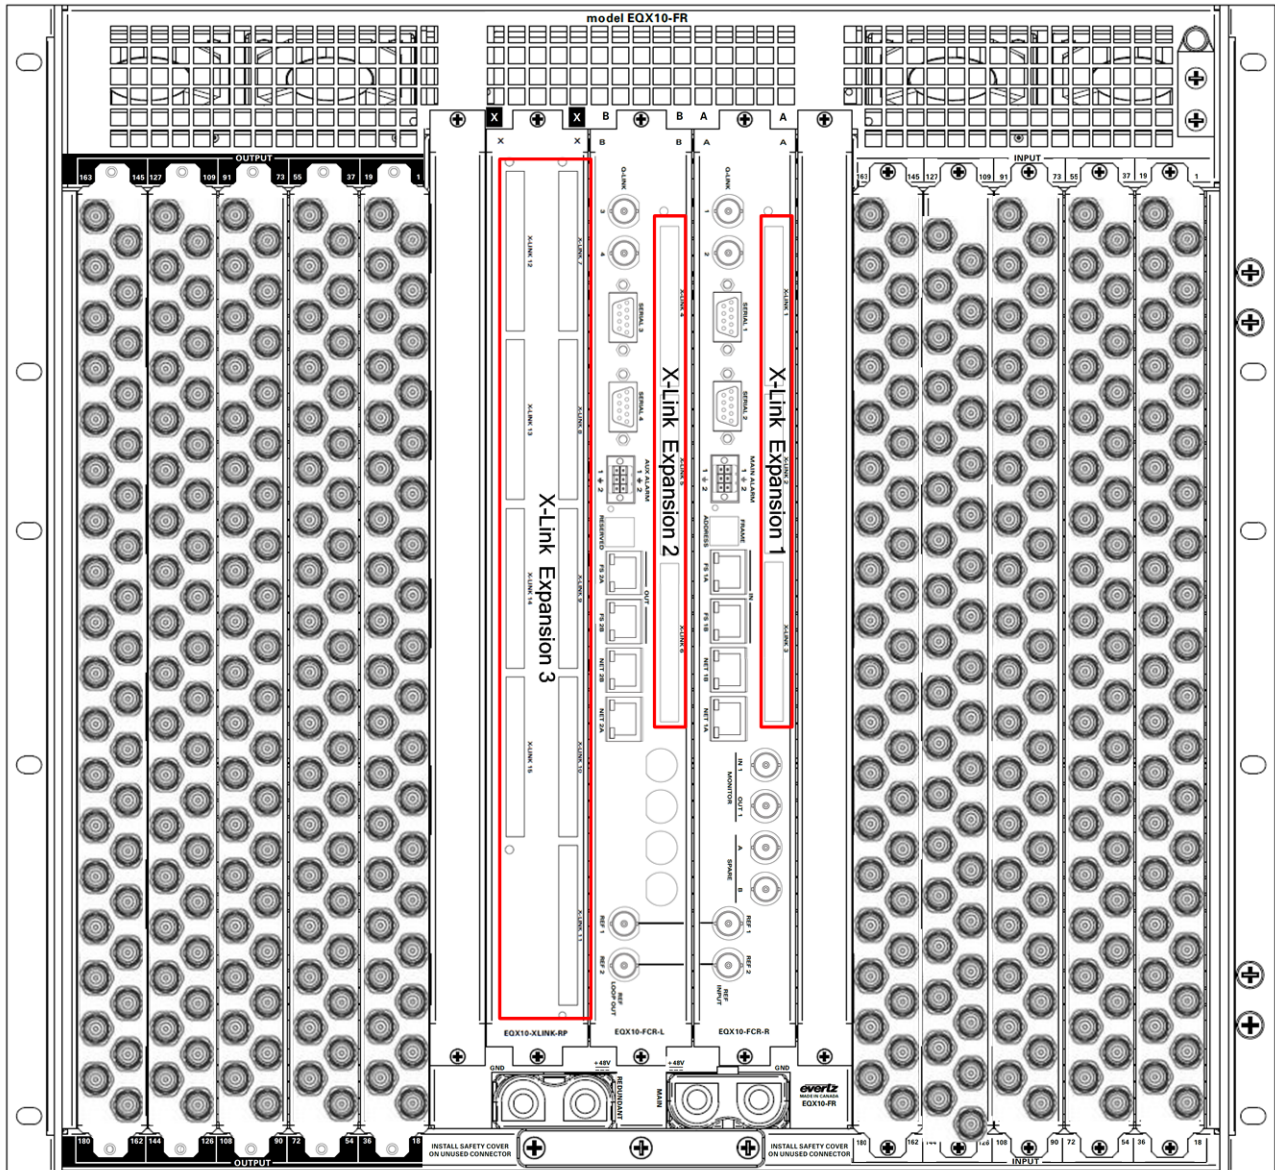 model EQX10-FR
X X B B A A
X X B B A A
OUTPUT
163 145 127 109 91 73 55 37 19 1
INPUT
163 145 127 109 91 73 55 37 19 1
X-LINK 12
X-LINK 13
X-LINK 14
X-LINK 15
X-LINK 7
X-LINK 8
X-LINK 9
X-LINK 10
X-LINK 11
X-Link Expansion 3
EQX10-XLINK-RP
Q-LINK
3
4
SERIAL 3
SERIAL 4
AUX ALARM
1 2
1 2
RESERVED
FS 2A
FS 2B
OUT
NET 2B
NET 2A
REF 1
REF 2
REF
LOOP OUT
X-LINK 4
X-LINK 5
X-LINK 6
X-Link Expansion 2
EQX10-FCR-L
Q-LINK
1
2
SERIAL 1
SERIAL 2
MAIN ALARM
1 2
1 2
FRAME
ADDRESS
FS 1A
FS 1B
IN
NET 1B
NET 1A
IN 1
OUT 1
MONITOR
A
B
SPARE
REF 1
REF 2
REF
INPUT
X-LINK 1
X-LINK 2
X-LINK 3
X-Link Expansion 1
EQX10-FCR-R
GND
+48V
REDUNDANT
MAIN
+48V
GND
evertz
MADE IN CANADA
EQX10-FR
180 162 144 126 108 90 72 54 36 18
OUTPUT
INSTALL SAFETY COVER
ON UNUSED CONNECTOR
INSTALL SAFETY COVER
ON UNUSED CONNECTOR
180 162 108 90 72 54 36 18
INPUT